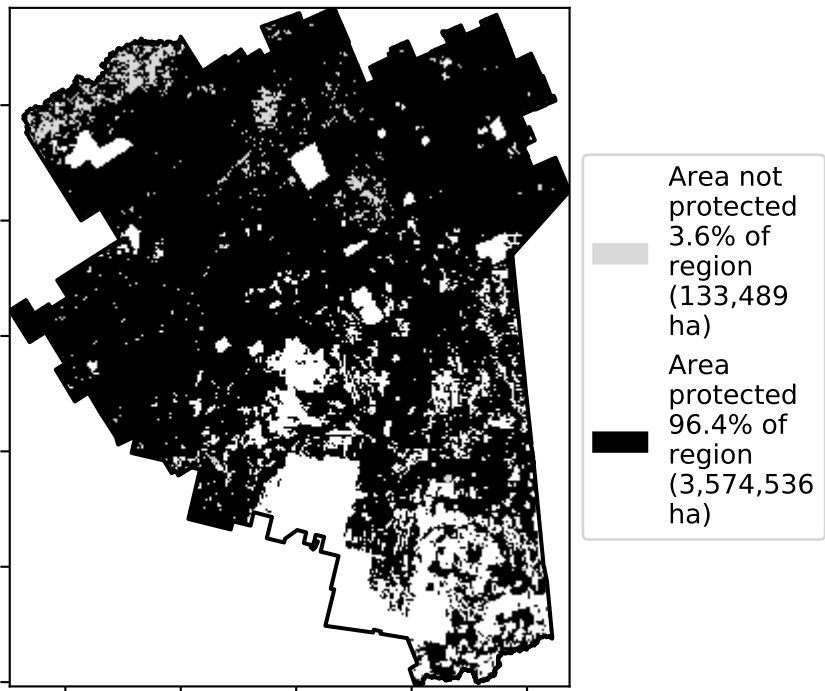 Area not
protected
3.6% of
region
(133,489
ha)
Area
protected
96.4% of
region
(3,574,536
ha)